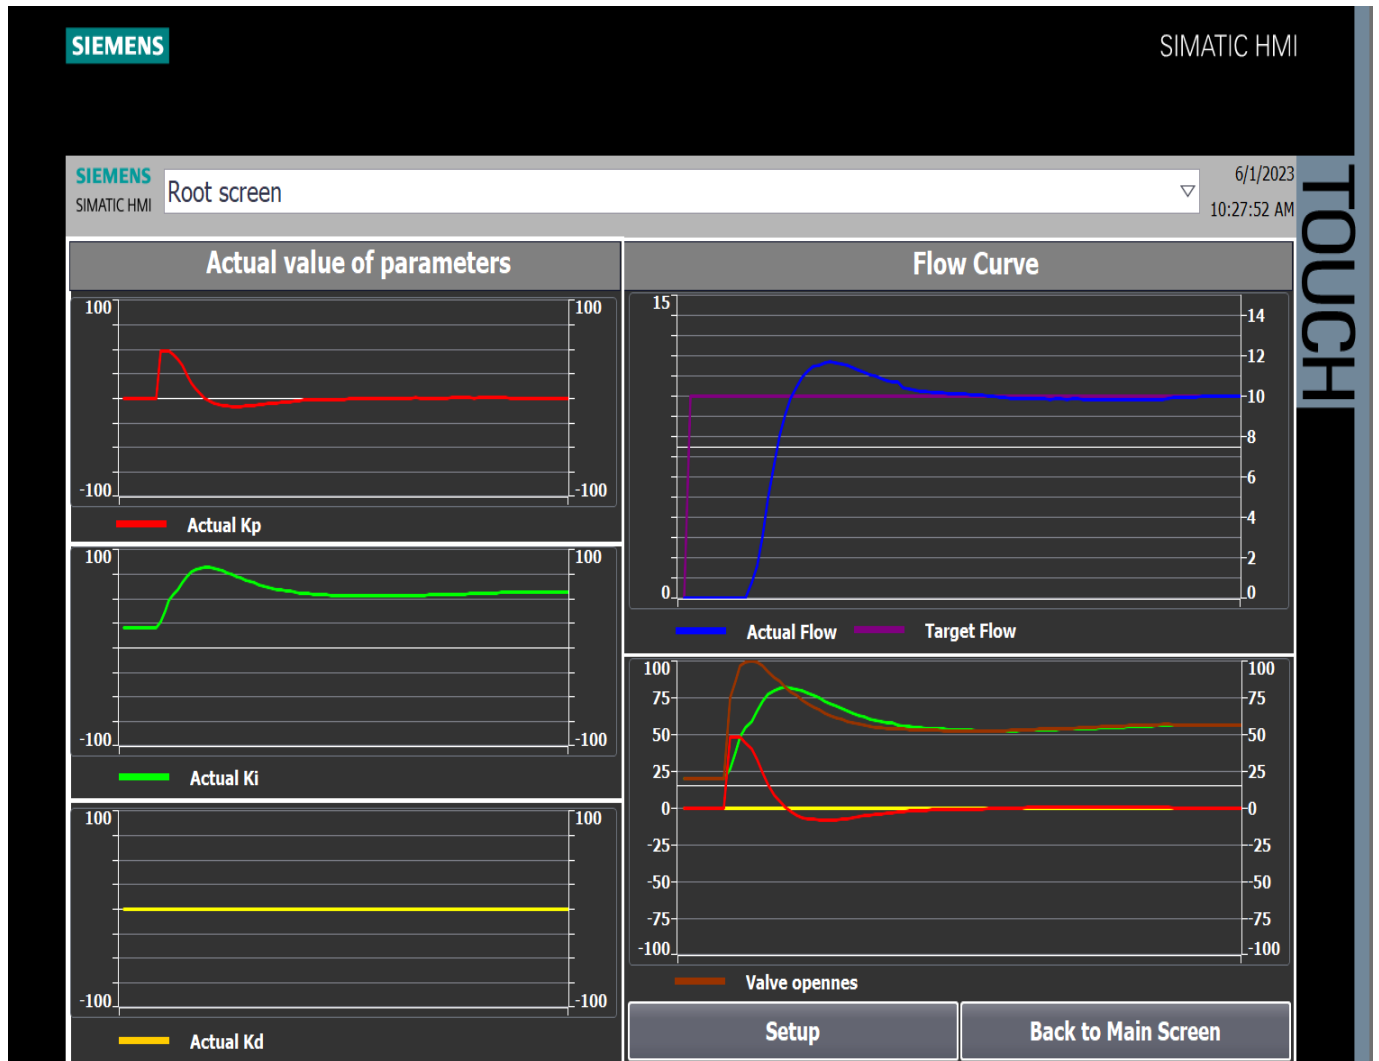 SIEMENS
SIMATIC HMI
TOUCH
SIEMENS
SIMATIC HMI
Root screen
6/1/2023
10:27:52 AM
Actual value of parameters
100 100
-100 -100
Actual Kp
100 100
-100 -100
Actual Ki
100 100
-100 -100
Actual Kd
Flow Curve
15
14
12
10
8
6
4
2
0 0
Actual Flow Target Flow
100 100
75 75
50 50
25 25
0 0
-25 -25
-50 -50
-75 -75
-100 -100
Valve opennes
Setup
Back to Main Screen